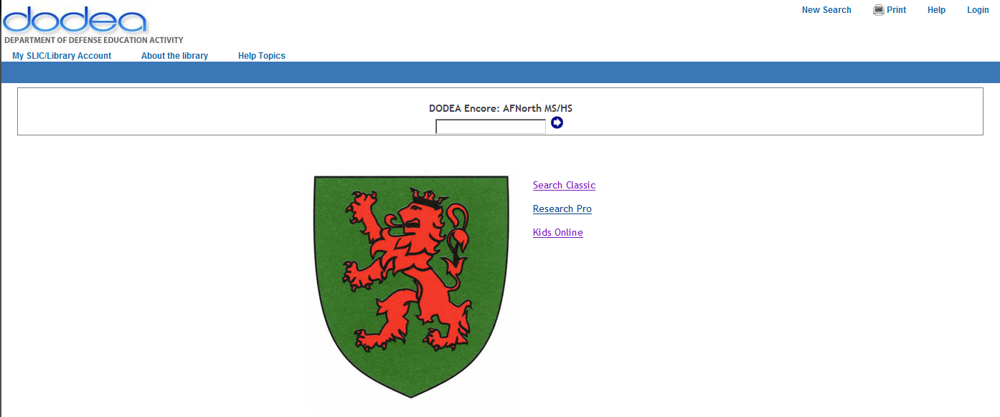 dodea
DEPARTMENT OF DEFENSE EDUCATION ACTIVITY
New Search Print Help Login
My SLIC/Library Account About the library Help Topics
DODEA Encore: AFNorth MS/HS
Search Classic
Research Pro
Kids Online